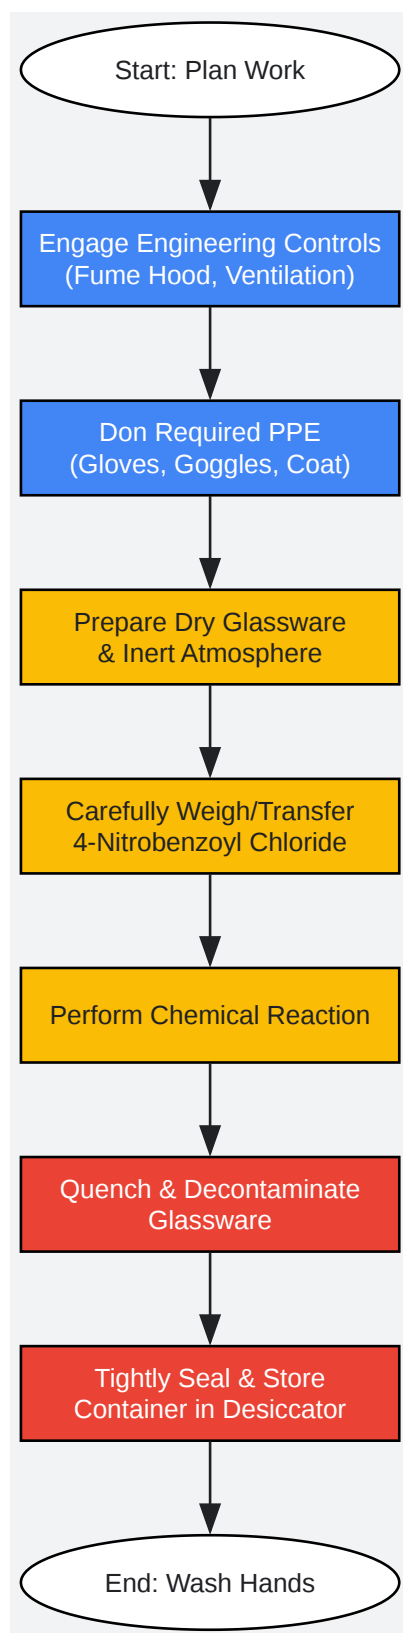 Start: Plan Work
Engage Engineering Controls
(Fume Hood, Ventilation)
Don Required PPE
(Gloves, Goggles, Coat)
Prepare Dry Glassware
& Inert Atmosphere
Carefully Weigh/Transfer
4-Nitrobenzoyl Chloride
Perform Chemical Reaction
Quench & Decontaminate
Glassware
Tightly Seal & Store
Container in Desiccator
End: Wash Hands